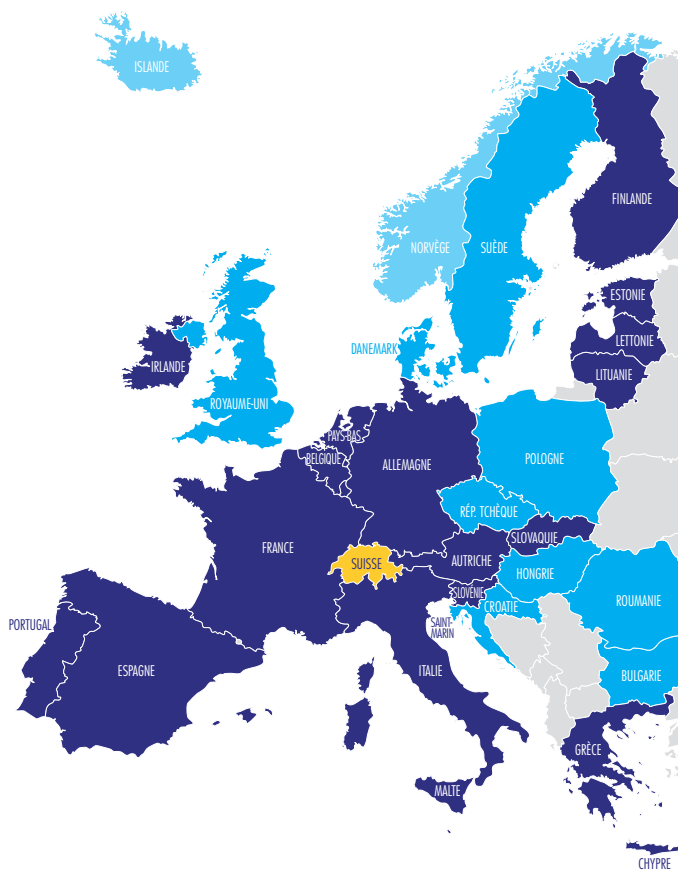 ISLANDE
FINLANDE
NORVÈGE
SUÈDE
ESTONIE
LETTONIE
DANEMARK
IRLANDE
LITUANIE
ROYAUME-UNI
PAYS-BAS
BELGIQUE
ALLEMAGNE
POLOGNE
RÉP. TCHÈQUE
SLOVAQUIE
FRANCE
SUISSE
AUTRICHE
HONGRIE
SLOVÉNIE
ROUMANIE
CROATIE
PORTUGAL
SAINT-
MARIN
ESPAGNE
ITALIE
BULGARIE
GRÈCE
MALTE
CHYPRE